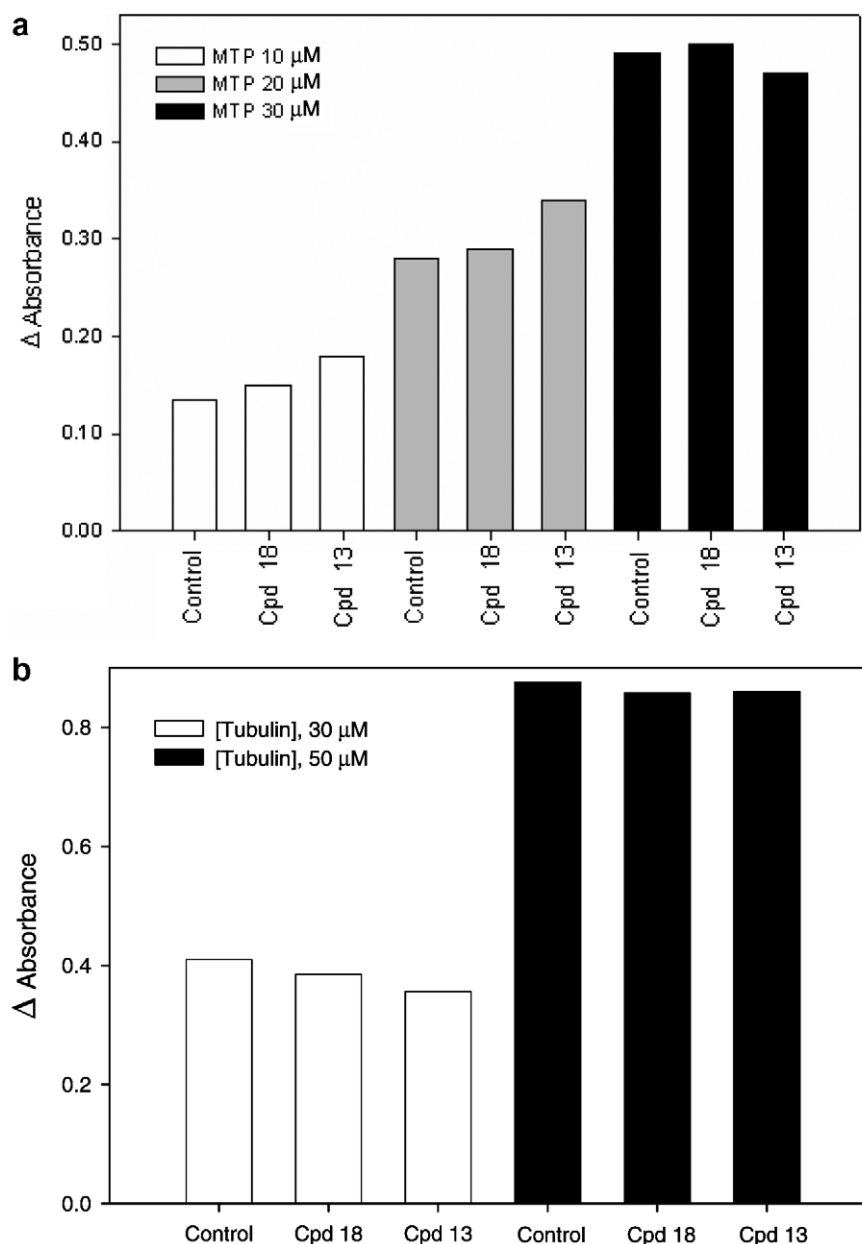 a
0.50
0.40
0.30
0.20
0.10
0.00
Δ Absorbance
MTP 10 μM
MTP 20 μM
MTP 30 μM
Control
Cpd 18
Cpd 13
Control
Cpd 18
Cpd 13
Control
Cpd 18
Cpd 13
b
0.8
0.6
0.4
0.2
0.0
Δ Absorbance
[Tubulin], 30 μM
[Tubulin], 50 μM
Control Cpd 18 Cpd 13 Control Cpd 18 Cpd 13